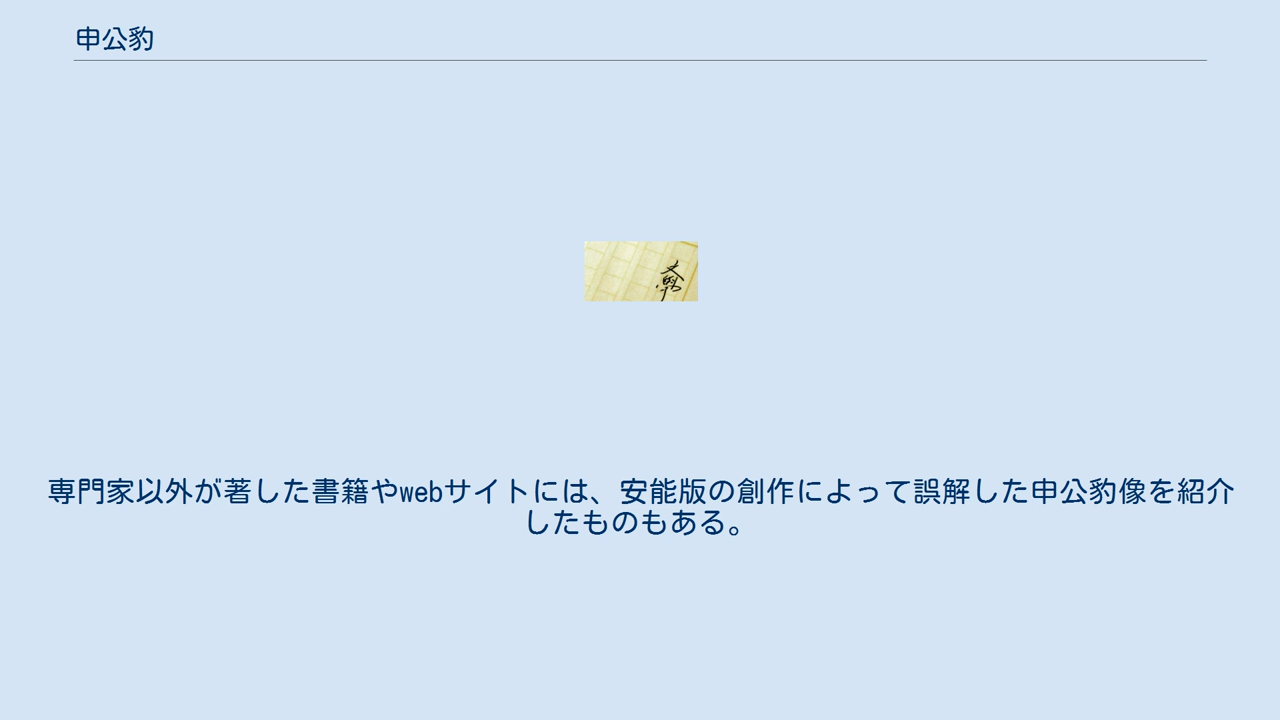 申公豹
専門家以外が著した書籍やwebサイトには、安能版の創作によって誤解した申公豹像を紹介
したものもある。